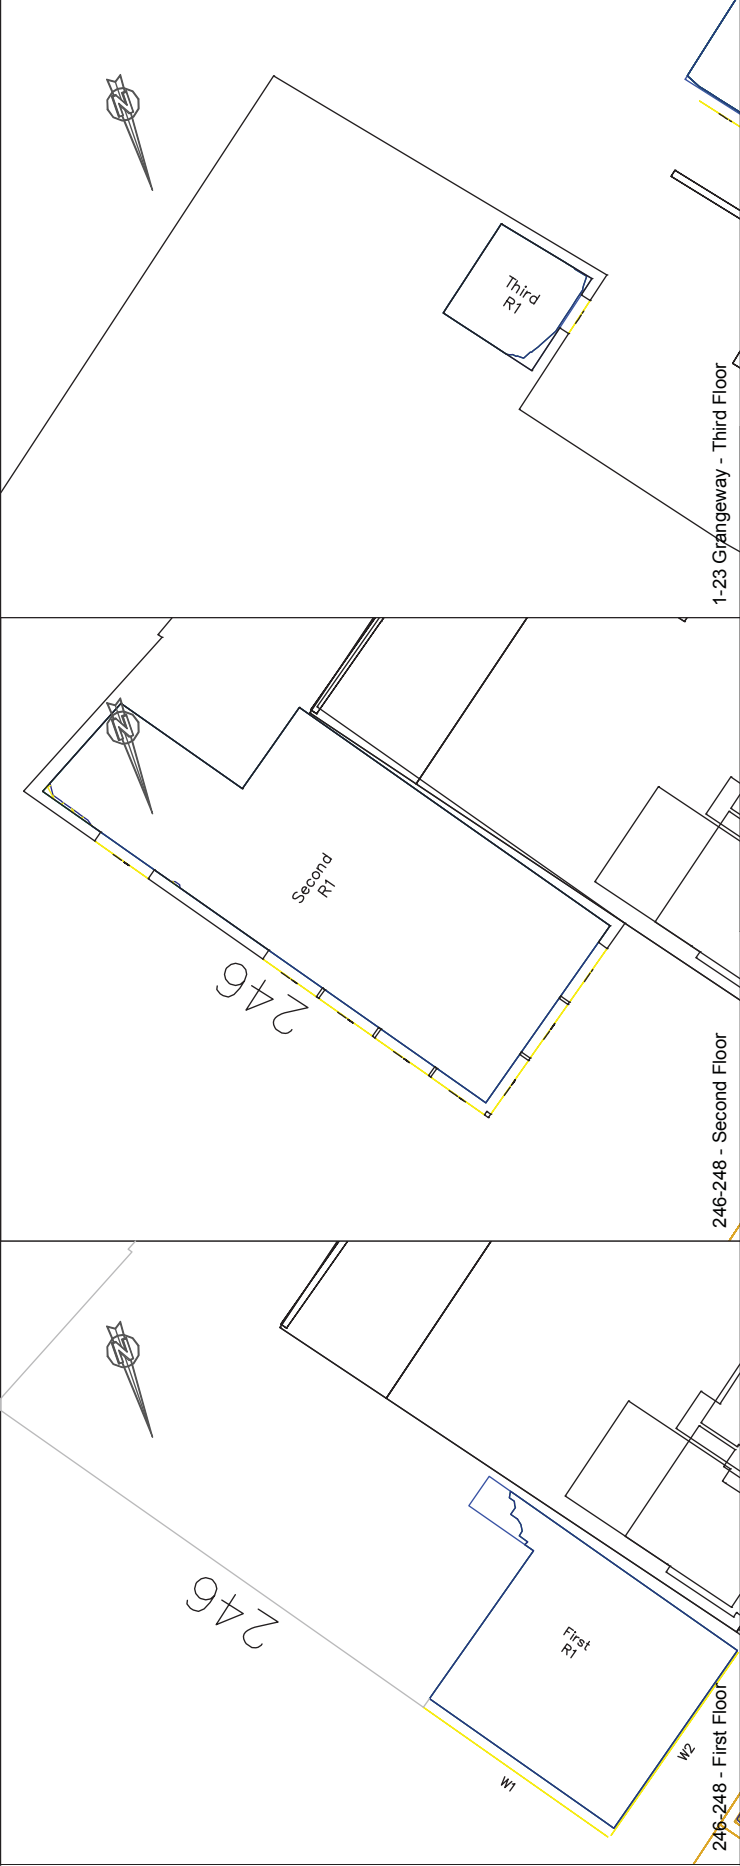 N
Third
R1
1-23 Grangeway - Third Floor
N
Second
R1
246
246-248 - Second Floor
N
246
First
R1
W1
W2
246-248 - First Floor